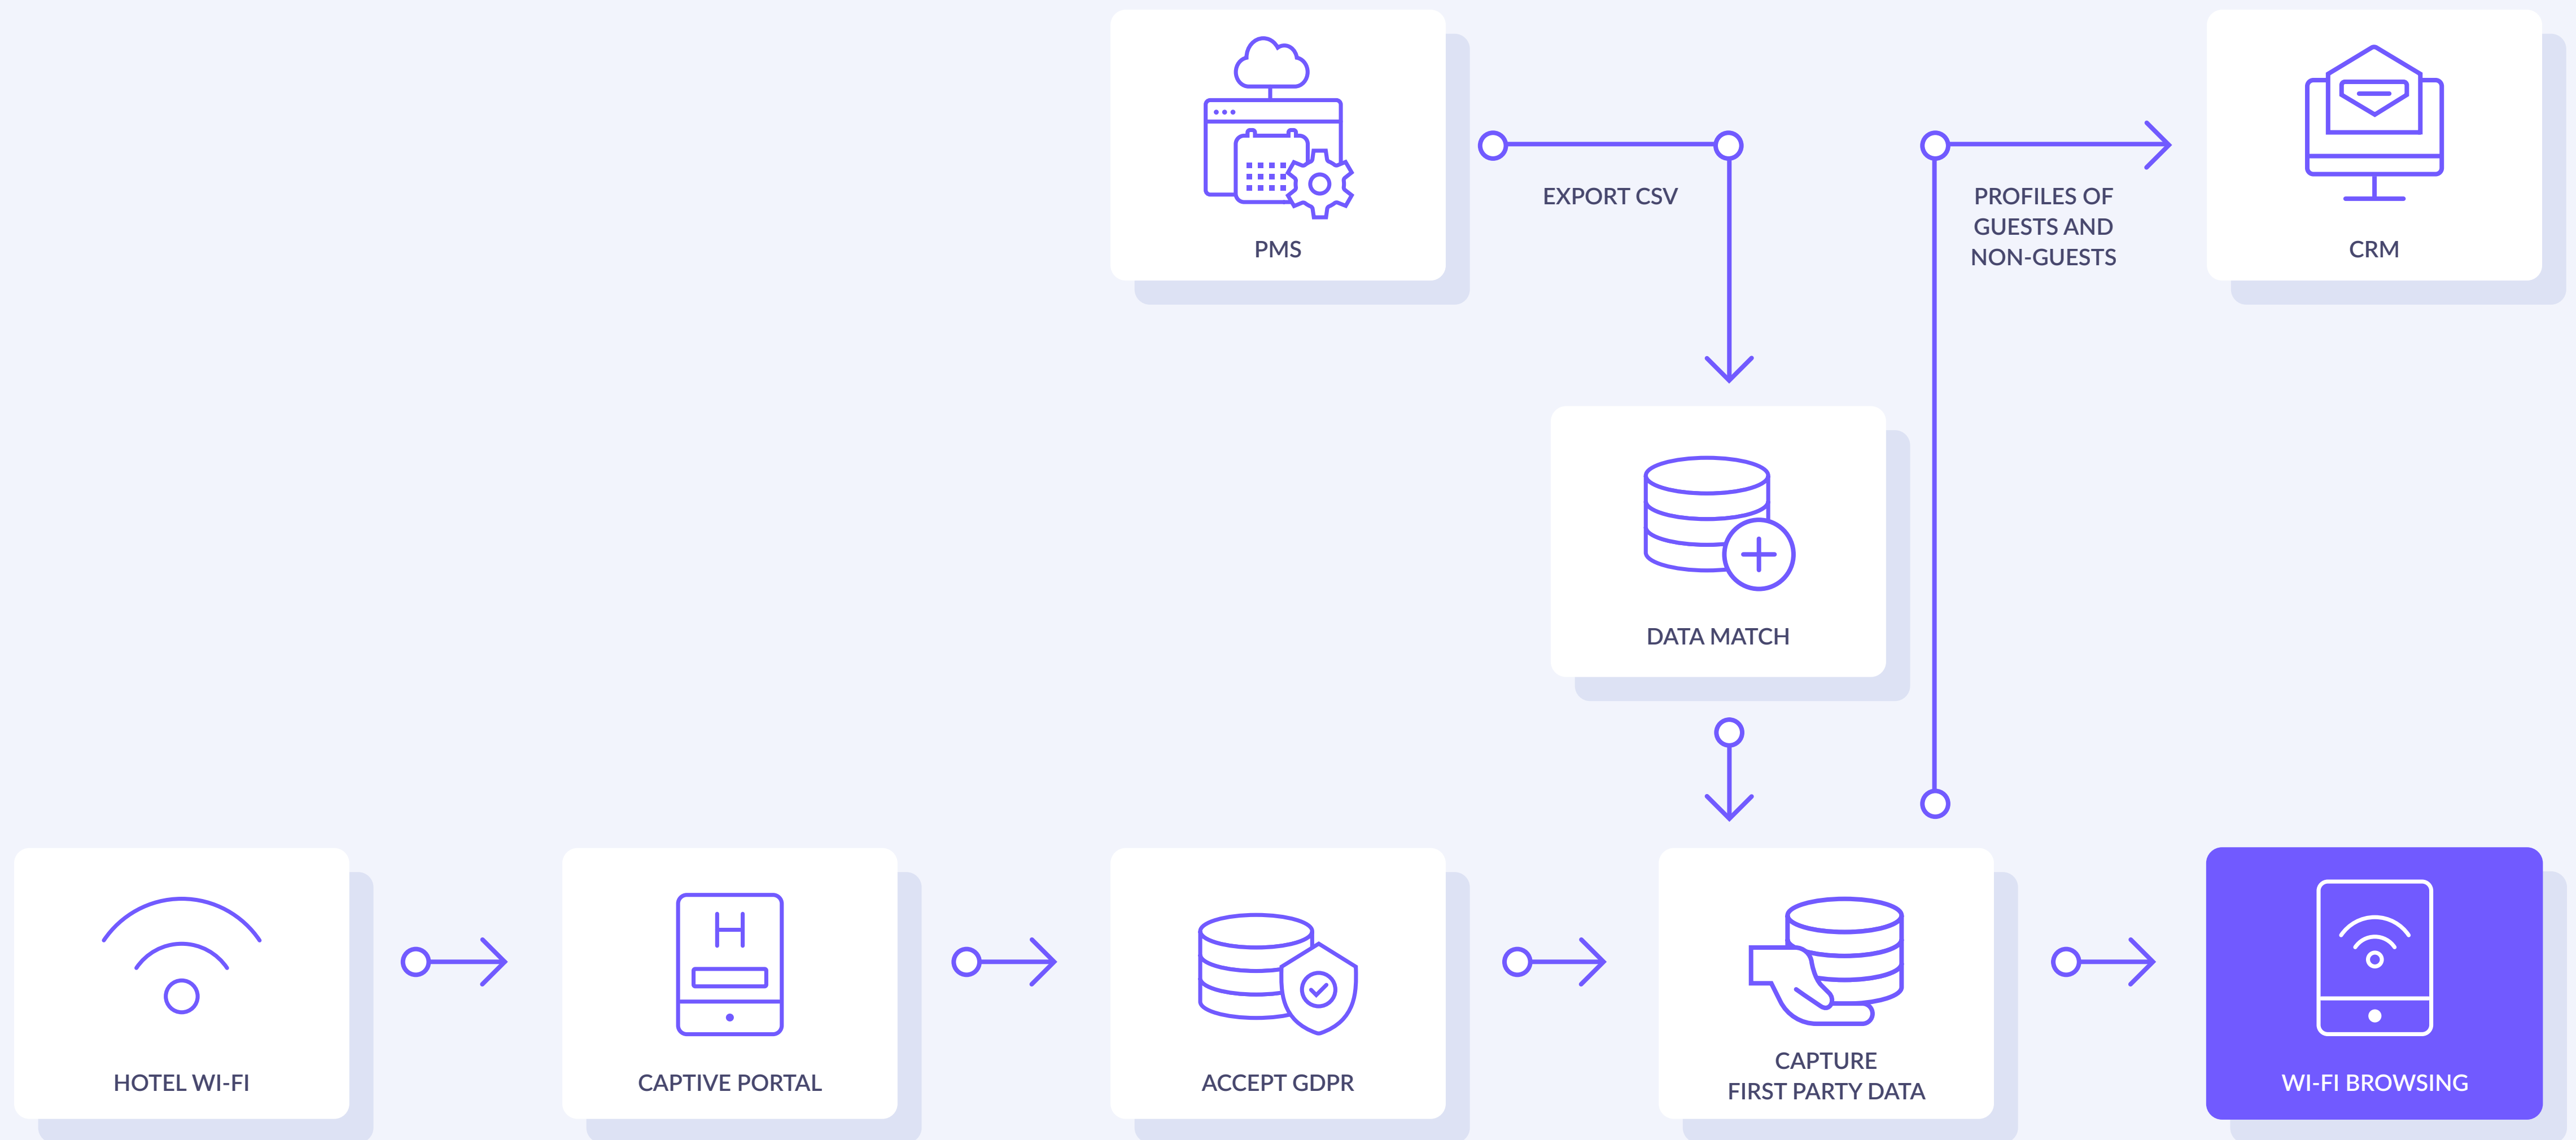 PMS
EXPORT CSV
PROFILES OF
GUESTS AND
NON-GUESTS
CRM
DATA MATCH
HOTEL WI-FI
H
CAPTIVE PORTAL
ACCEPT GDPR
CAPTURE
FIRST PARTY DATA
WI-FI BROWSING